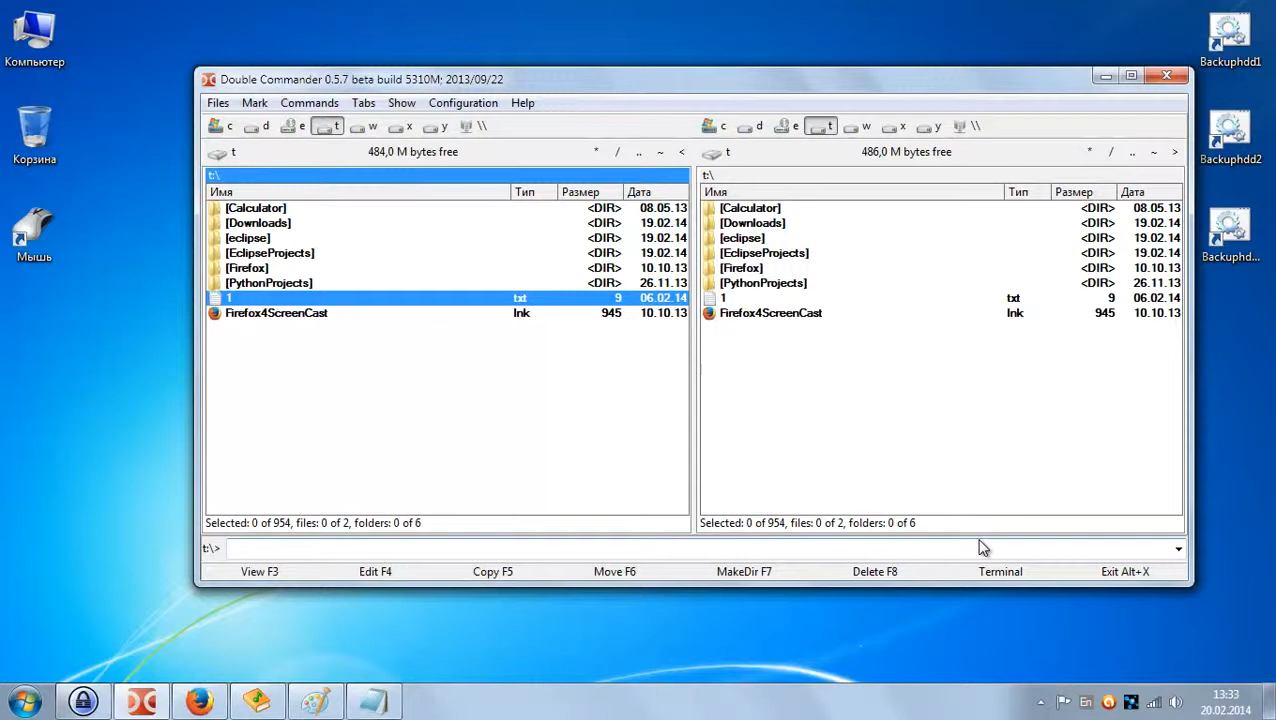 Компьютер
Корзина
Мышь
Backuphdd1
Backuphdd2
Backuphd...
Double Commander 0.5.7 beta build 5310M; 2013/09/22
Files Mark Commands Tabs Show Configuration Help
c d e t w x y \\ c d e t w x y \\
t 484,0 M bytes free * / .. ~ < t 486,0 M bytes free * / .. ~ >
t:\ t:\
Имя Тип Размер Дата Имя Тип Размер Дата
[Calculator] <DIR> 08.05.13 [Calculator] <DIR> 08.05.13
[Downloads] <DIR> 19.02.14 [Downloads] <DIR> 19.02.14
[eclipse] <DIR> 19.02.14 [eclipse] <DIR> 19.02.14
[EclipseProjects] <DIR> 19.02.14 [EclipseProjects] <DIR> 19.02.14
[Firefox] <DIR> 10.10.13 [Firefox] <DIR> 10.10.13
[PythonProjects] <DIR> 26.11.13 [PythonProjects] <DIR> 26.11.13
1 txt 9 06.02.14 1 txt 9 06.02.14
Firefox4ScreenCast lnk 945 10.10.13 Firefox4ScreenCast lnk 945 10.10.13
Selected: 0 of 954, files: 0 of 2, folders: 0 of 6 Selected: 0 of 954, files: 0 of 2, folders: 0 of 6
t:\>
View F3 Edit F4 Copy F5 Move F6 MakeDir F7 Delete F8 Terminal Exit Alt+X
En
13:33
20.02.2014